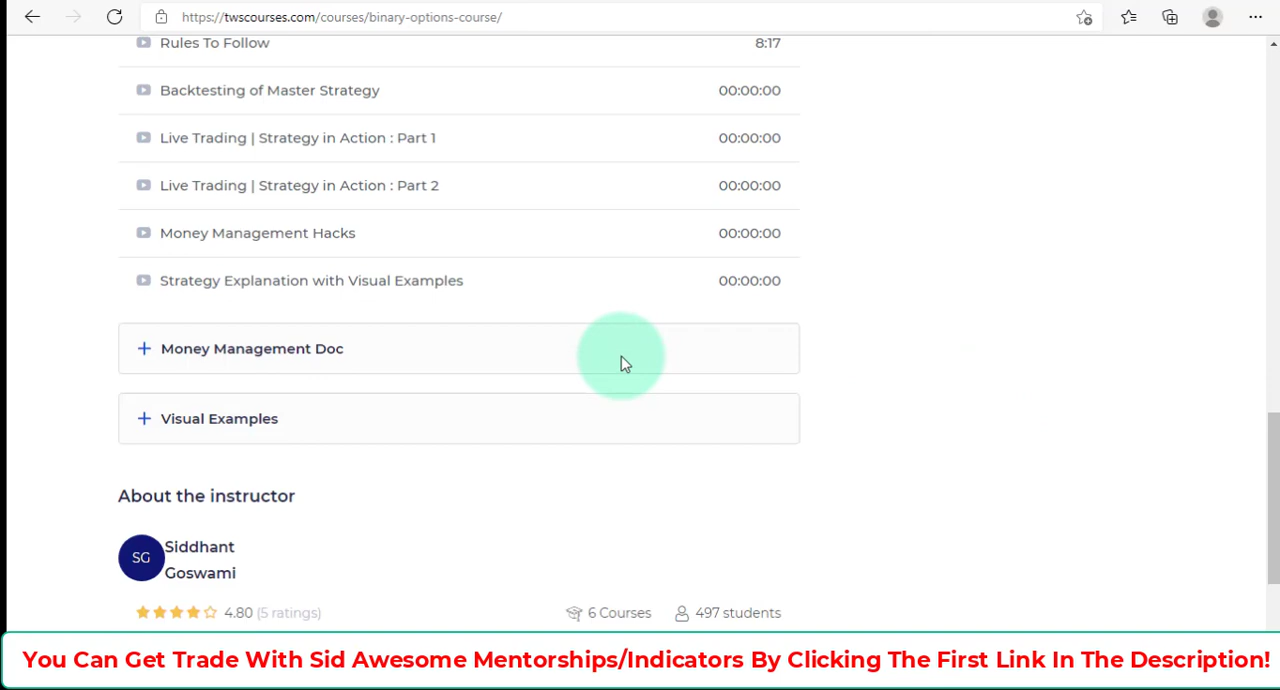 https://twscourses.com/courses/binary-options-course/
Rules To Follow 8:17
Backtesting of Master Strategy 00:00:00
Live Trading | Strategy in Action : Part 1 00:00:00
Live Trading | Strategy in Action : Part 2 00:00:00
Money Management Hacks 00:00:00
Strategy Explanation with Visual Examples 00:00:00
+ Money Management Doc
+ Visual Examples
About the instructor
SG
Siddhant
Goswami
4.80 (5 ratings) 6 Courses 497 students
You Can Get Trade With Sid Awesome Mentorships/Indicators By Clicking The First Link In The Description!